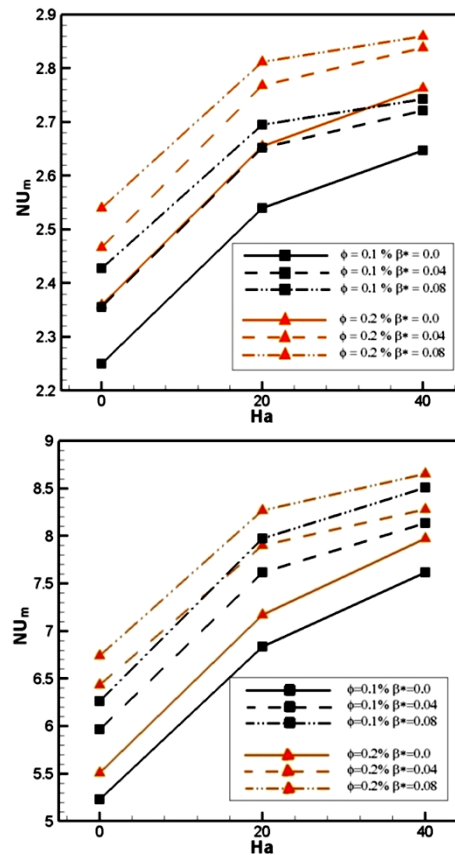 2.9
2.8
2.7
2.6
2.5
2.4
2.3
2.2
NUm
ϕ = 0.1 % β* = 0.0
ϕ = 0.1 % β* = 0.04
ϕ = 0.1 % β* = 0.08
ϕ = 0.2 % β* = 0.0
ϕ = 0.2 % β* = 0.04
ϕ = 0.2 % β* = 0.08
0 20 40
Ha
9
8.5
8
7.5
7
6.5
6
5.5
5
NUm
ϕ=0.1% β*=0.0
ϕ=0.1% β*=0.04
ϕ=0.1% β*=0.08
ϕ=0.2% β*=0.0
ϕ=0.2% β*=0.04
ϕ=0.2% β*=0.08
0 20 40
Ha